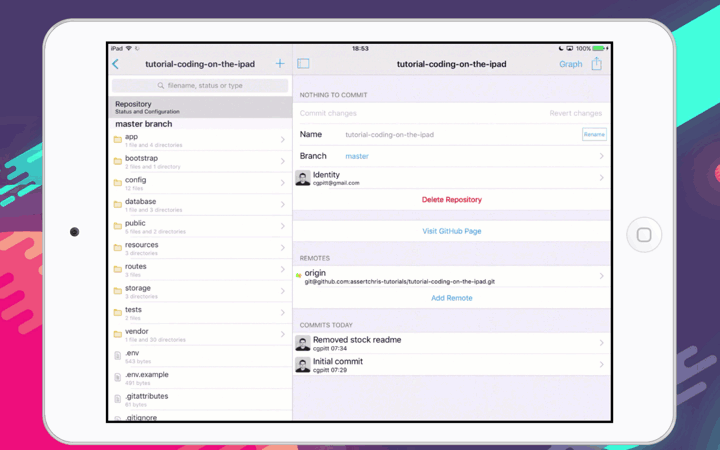 iPad
18:53
100%
tutorial-coding-on-the-ipad
+
filename, status or type
Repository
Status and Configuration
master branch
app
1 file and 4 directories
bootstrap
2 files and 1 directory
config
12 files
database
1 file and 3 directories
public
5 files and 2 directories
resources
3 directories
routes
3 files
storage
3 directories
tests
2 files
vendor
1 file and 30 directories
.env
543 bytes
.env.example
491 bytes
.gitattributes
61 bytes
.gitignore
tutorial-coding-on-the-ipad
Graph
NOTHING TO COMMIT
Commit changes
Revert changes
Name
tutorial-coding-on-the-ipad
Rename
Branch
master
Identity
cgpitt@gmail.com
Delete Repository
Visit GitHub Page
REMOTES
origin
git@github.com:assertchris-tutorials/tutorial-coding-on-the-ipad.git
Add Remote
COMMITS TODAY
Removed stock readme
cgpitt 07:34
Initial commit
cgpitt 07:29